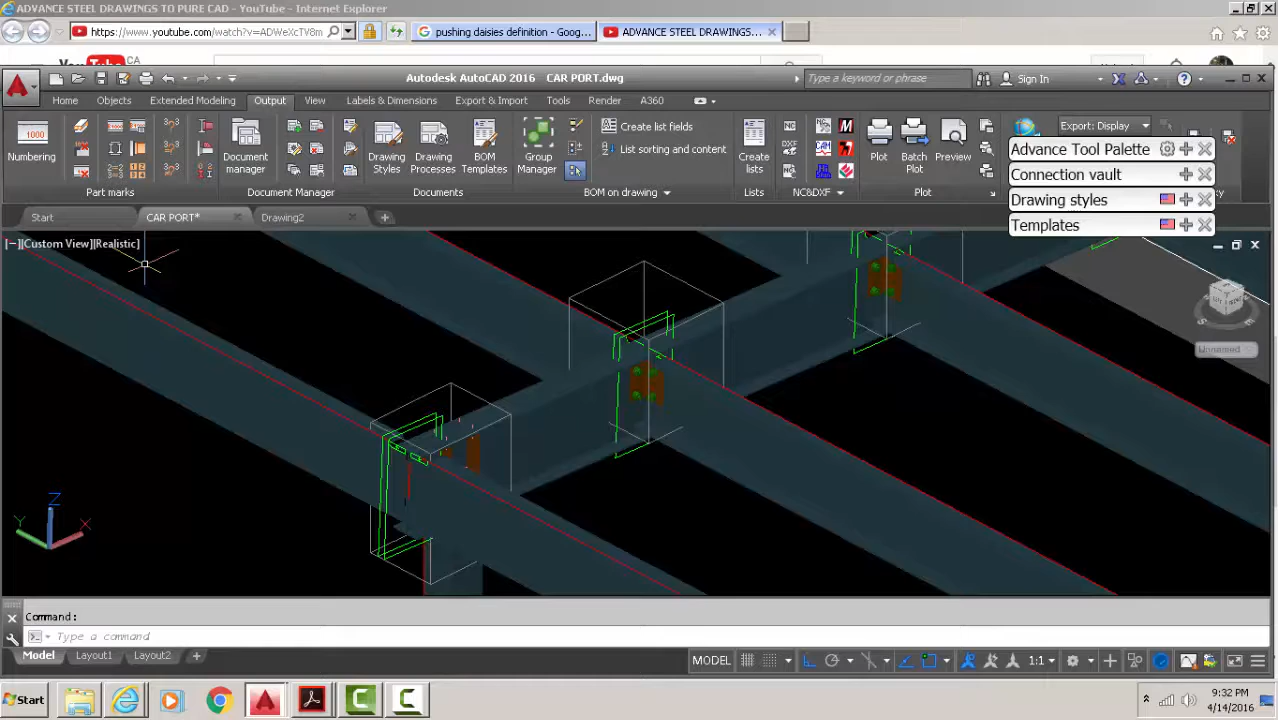 ADVANCE STEEL DRAWINGS TO PURE CAD - YouTube - Internet Explorer
https://www.youtube.com/watch?v=ADWeXcTV8m
pushing daisies definition - Goog...
ADVANCE STEEL DRAWINGS...
CA
Autodesk AutoCAD 2016 CAR PORT.dwg
Type a keyword or phrase
Sign In
Home
Objects
Extended Modeling
Output
View
Labels & Dimensions
Export & Import
Tools
Render
A360
1000
Numbering
Part marks
Document manager
Document Manager
Drawing Styles
Drawing Processes
BOM Templates
Documents
Group Manager
Create list fields
List sorting and content
BOM on drawing
Create lists
Lists
NC
DXF
NC&DXF
Plot
Batch Plot
Preview
Plot
Export: Display
Advance Tool Palette
Connection vault
Drawing styles
Templates
Start
CAR PORT*
Drawing2
[−][Custom View][Realistic]
S
E
Unnamed
Z
Y
X
Command:
Type a command
Model
Layout1
Layout2
MODEL
1:1
Start
9:32 PM
4/14/2016